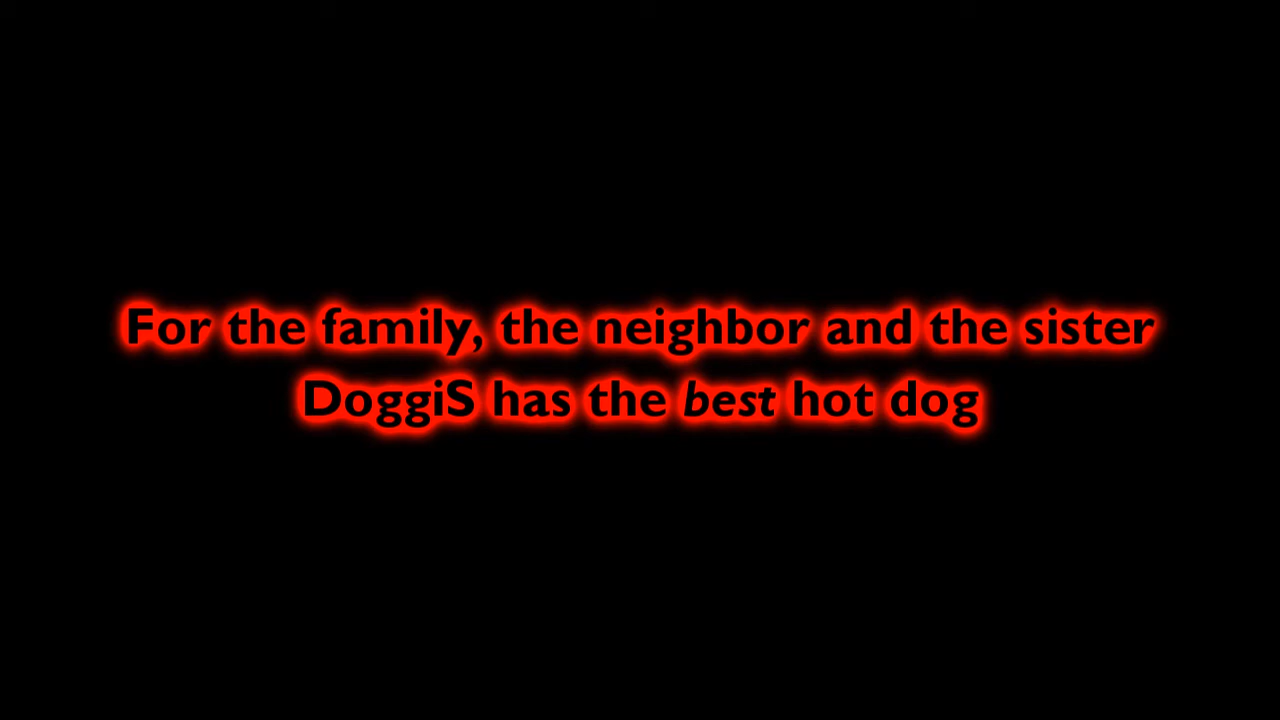 For the family, the neighbor and the sister
DoggiS has the best hot dog